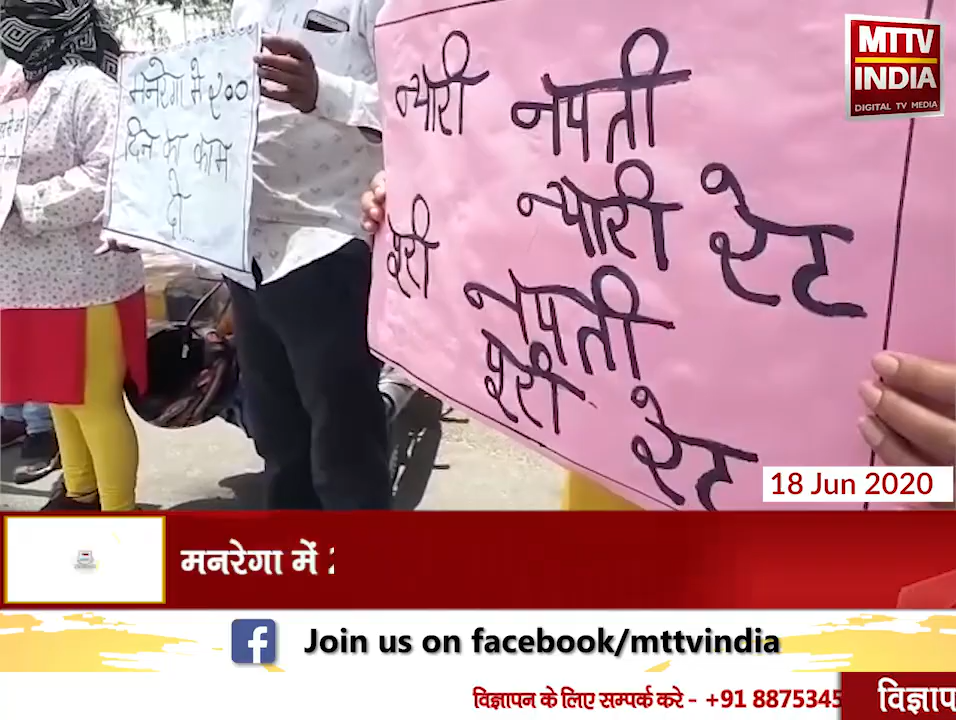 MTTV
INDIA
DIGITAL TV MEDIA
मनरेगा मे २००
दिन का काम
दो
न्यारी नपती
न्यारी रेट
पूरी नपती
पूरी रेट
18 Jun 2020
मनरेगा में
Join us on facebook/mttvindia
विज्ञापन के लिए सम्पर्क करे - +91 8875345
विज्ञाप